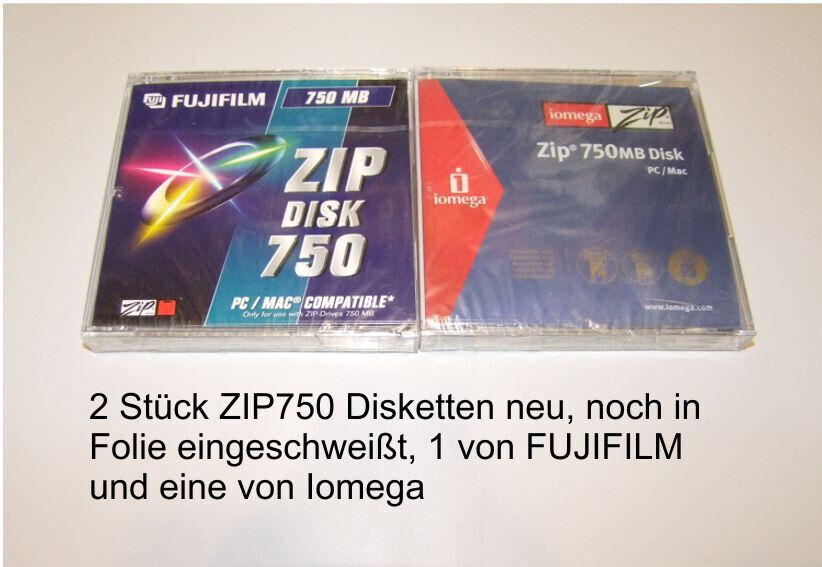 FUJI FUJIFILM
750 MB
ZIP
DISK
750
PC / MAC® COMPATIBLE*
Only for use with ZIP-Drives 750 MB
Zip
iomega Zip
Zip® 750MB Disk
PC / Mac
iomega
www.iomega.com
2 Stück ZIP750 Disketten neu, noch in
Folie eingeschweißt, 1 von FUJIFILM
und eine von Iomega